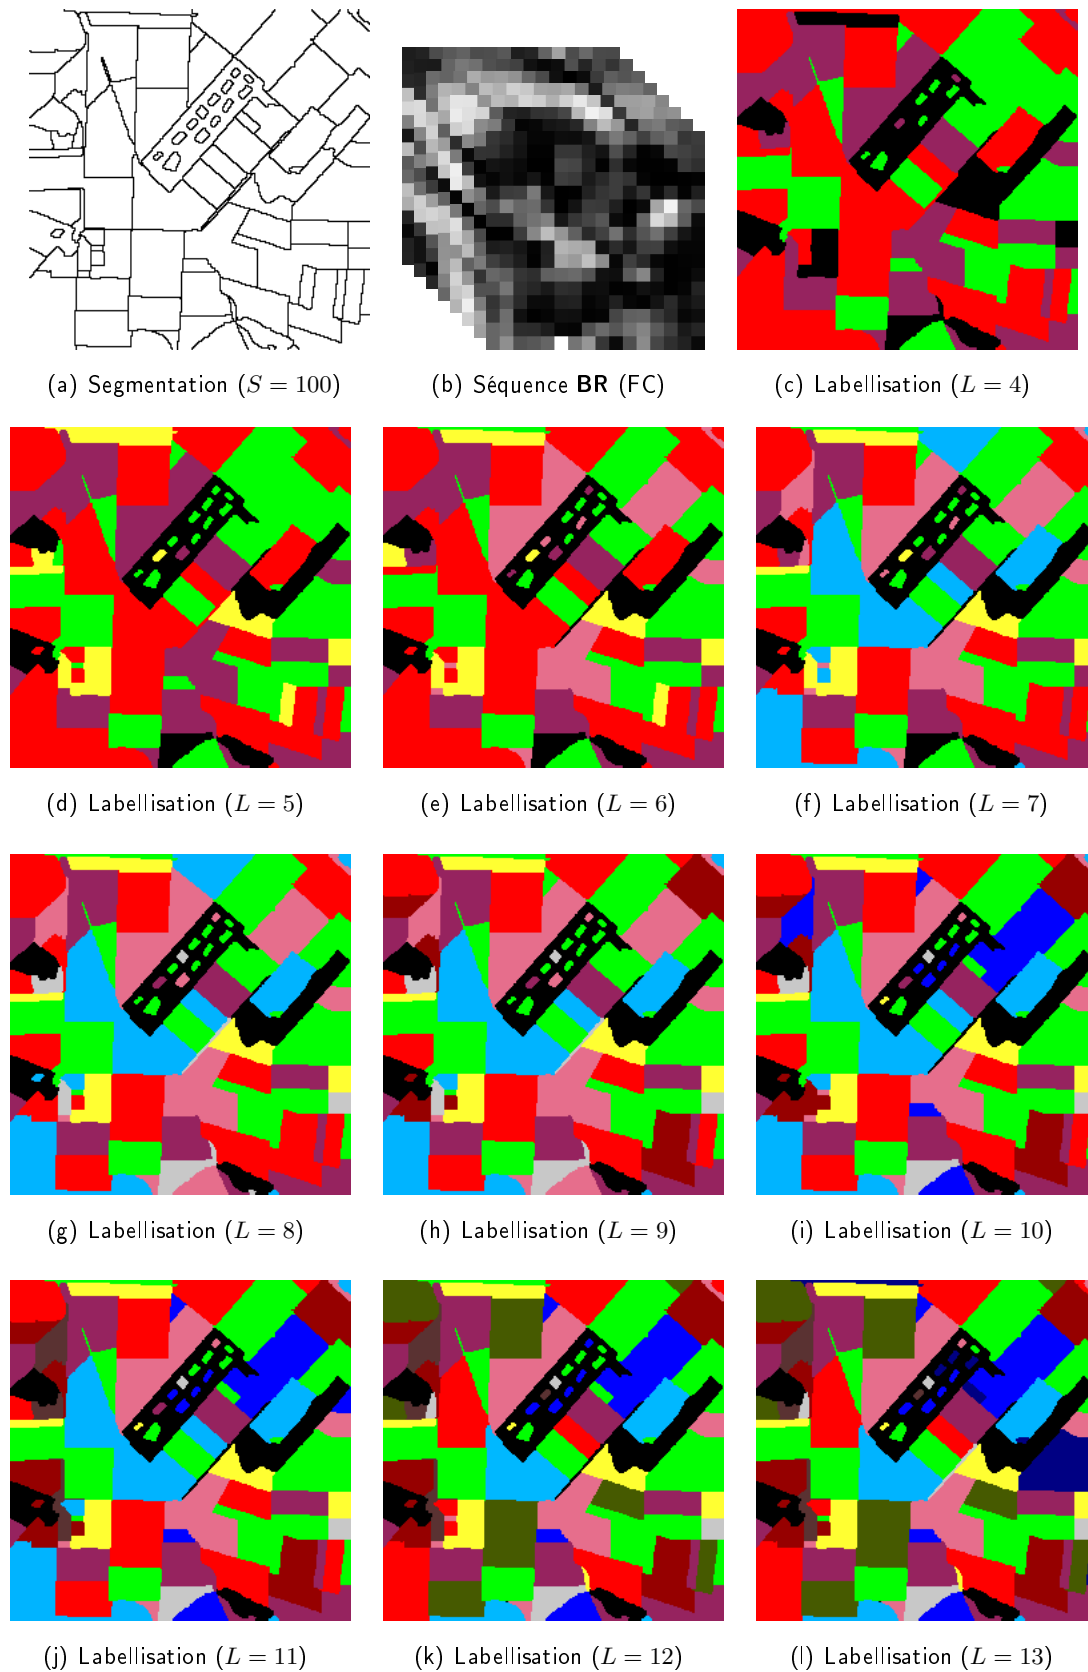 (a) Segmentation (S = 100)
(b) Séquence BR (FC)
(c) Labellisation (L = 4)
(d) Labellisation (L = 5)
(e) Labellisation (L = 6)
(f) Labellisation (L = 7)
(g) Labellisation (L = 8)
(h) Labellisation (L = 9)
(i) Labellisation (L = 10)
(j) Labellisation (L = 11)
(k) Labellisation (L = 12)
(l) Labellisation (L = 13)